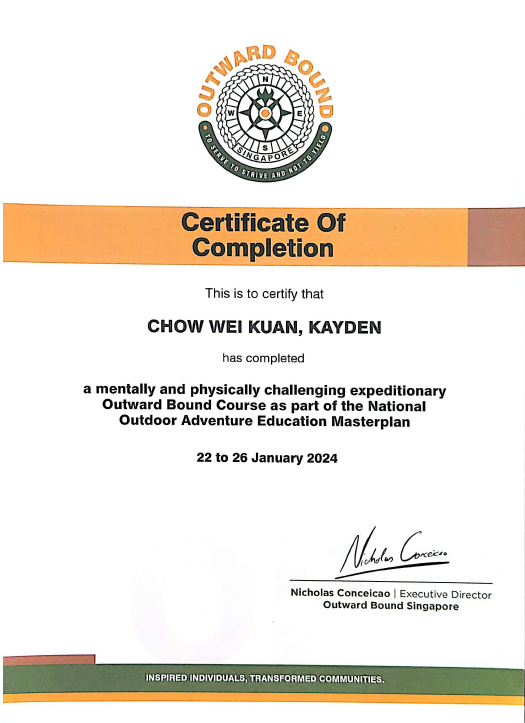 OUTWARD BOUND
N
W
E
S
SINGAPORE
TO SERVE TO STRIVE AND NOT TO YIELD
Certificate Of
Completion
This is to certify that
CHOW WEI KUAN, KAYDEN
has completed
a mentally and physically challenging expeditionary
Outward Bound Course as part of the National
Outdoor Adventure Education Masterplan
22 to 26 January 2024
Nicholas Conceicao
Nicholas Conceicao | Executive Director
Outward Bound Singapore
INSPIRED INDIVIDUALS, TRANSFORMED COMMUNITIES.